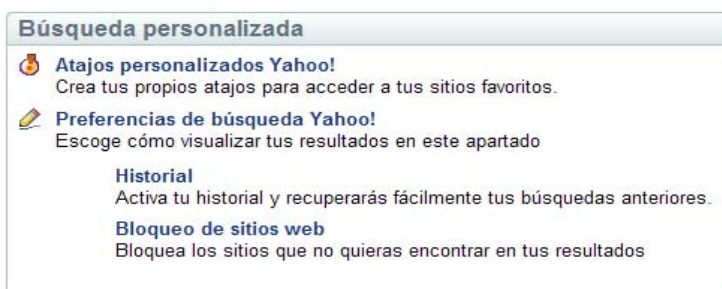 Búsqueda personalizada
Atajos personalizados Yahoo!
Crea tus propios atajos para acceder a tus sitios favoritos.
Preferencias de búsqueda Yahoo!
Escoge cómo visualizar tus resultados en este apartado
Historial
Activa tu historial y recuperarás fácilmente tus búsquedas anteriores.
Bloqueo de sitios web
Bloquea los sitios que no quieras encontrar en tus resultados